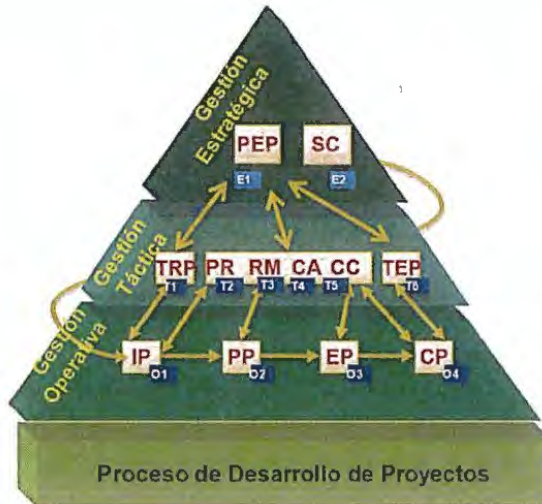 Gestión
Estratégica
PEP SC
E1 E2
Gestión
Táctica
TRP PR RM CA CC TEP
T1 T2 T3 T4 T5 T6
Gestión
Operativa
IP PP EP CP
O1 O2 O3 O4
Proceso de Desarrollo de Proyectos